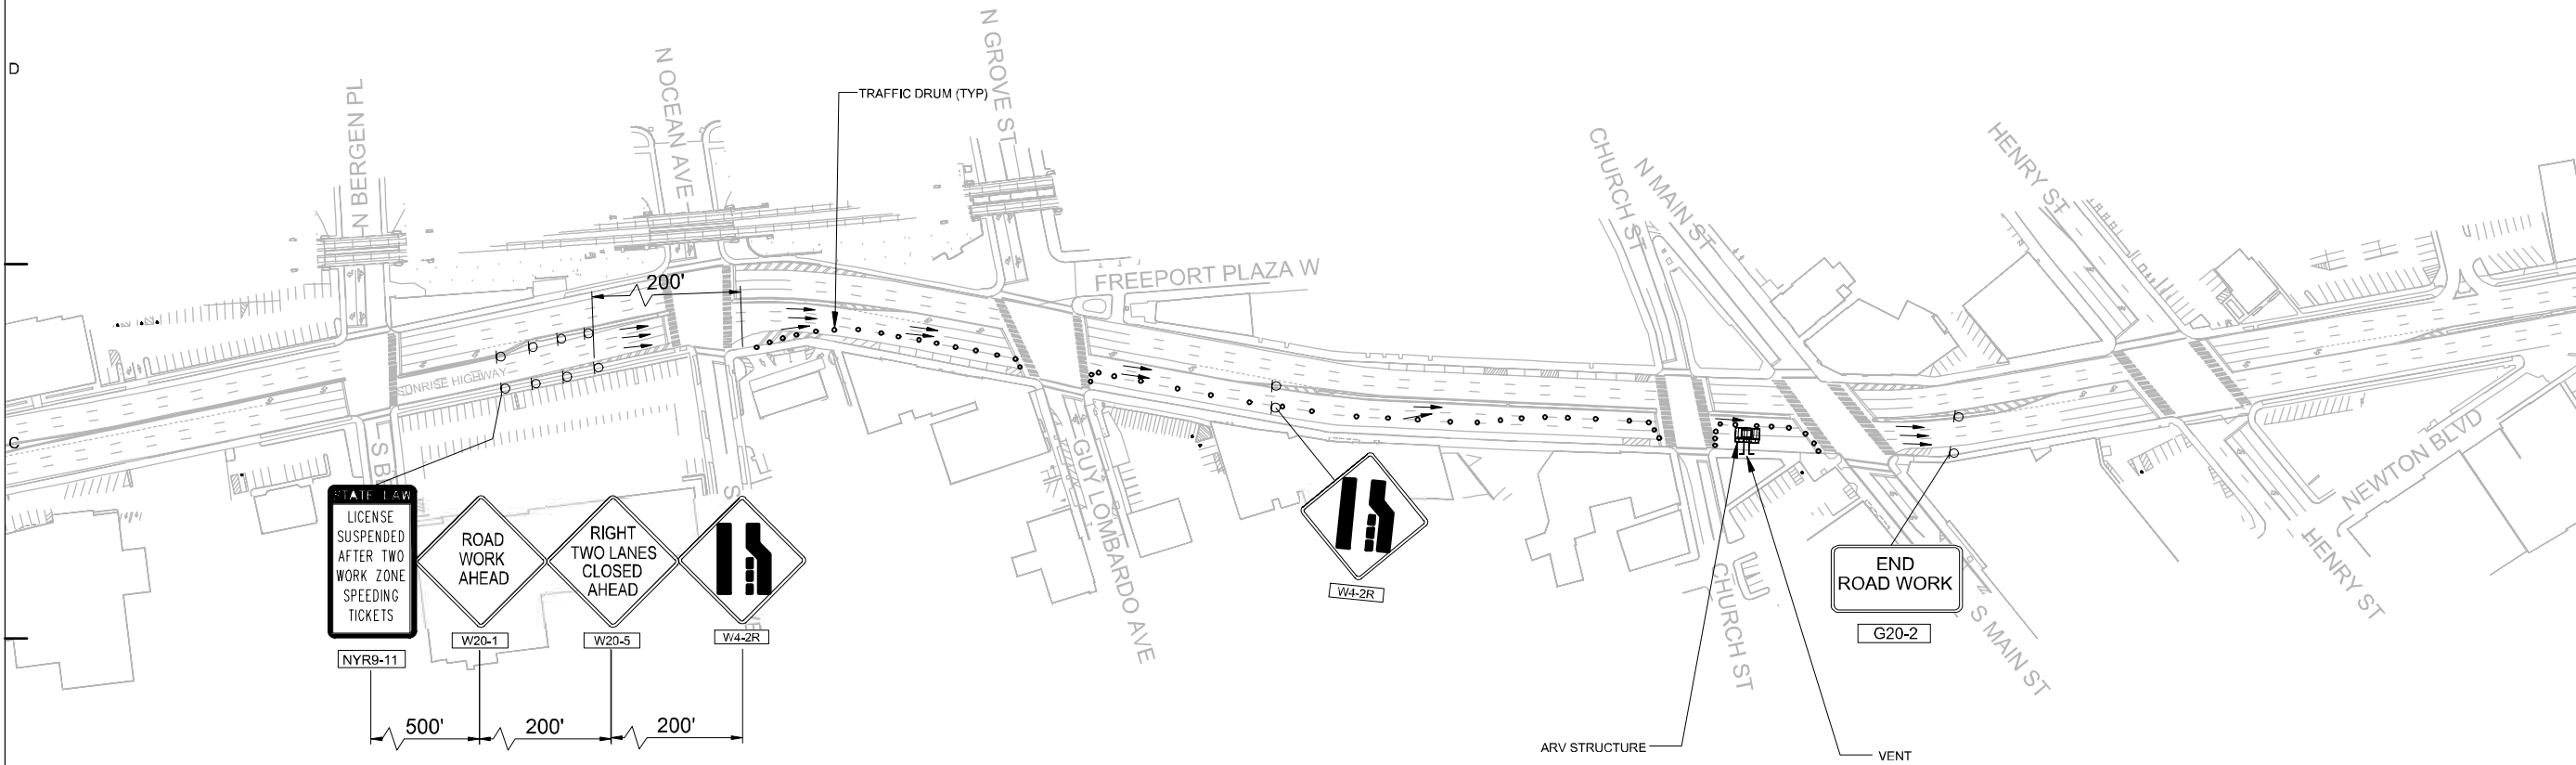 D
N BERGEN PL
N OCEAN AVE
TRAFFIC DRUM (TYP)
N GROVE ST
CHURCH ST
N MAIN ST
HENRY ST
200'
FREEPORT PLAZA W
SUNRISE HIGHWAY
C
S B
S
GUY LOMBARDO AVE
STATE LAW
LICENSE
SUSPENDED
AFTER TWO
WORK ZONE
SPEEDING
TICKETS
NYR9-11
ROAD
WORK
AHEAD
W20-1
RIGHT
TWO LANES
CLOSED
AHEAD
W20-5
W4-2R
500'
200'
200'
W4-2R
CHURCH ST
END
ROAD WORK
G20-2
S MAIN ST
NEWTON BLVD
HENRY ST
ARV STRUCTURE
VENT